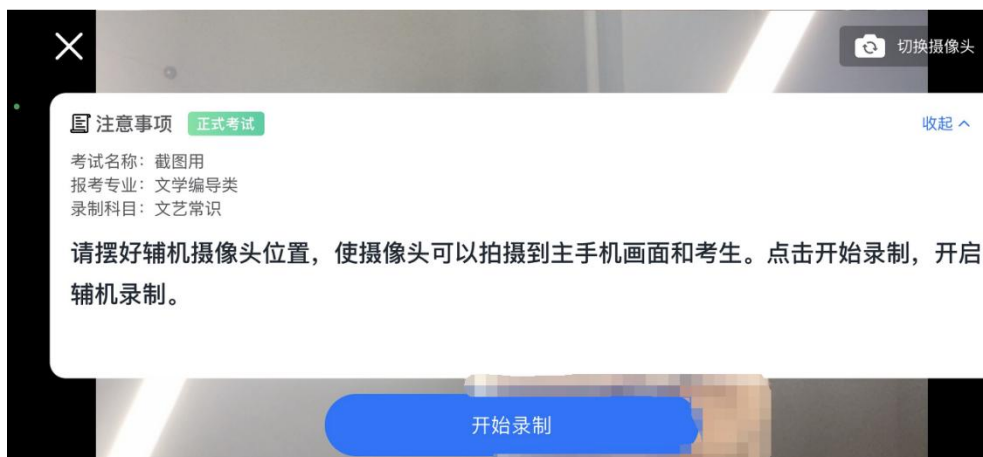 切换摄像头
注意事项 正式考试 收起
考试名称：截图用
报考专业：文学编导类
录制科目：文艺常识
请摆好辅机摄像头位置，使摄像头可以拍摄到主手机画面和考生。点击开始录制，开启
辅机录制。
开始录制